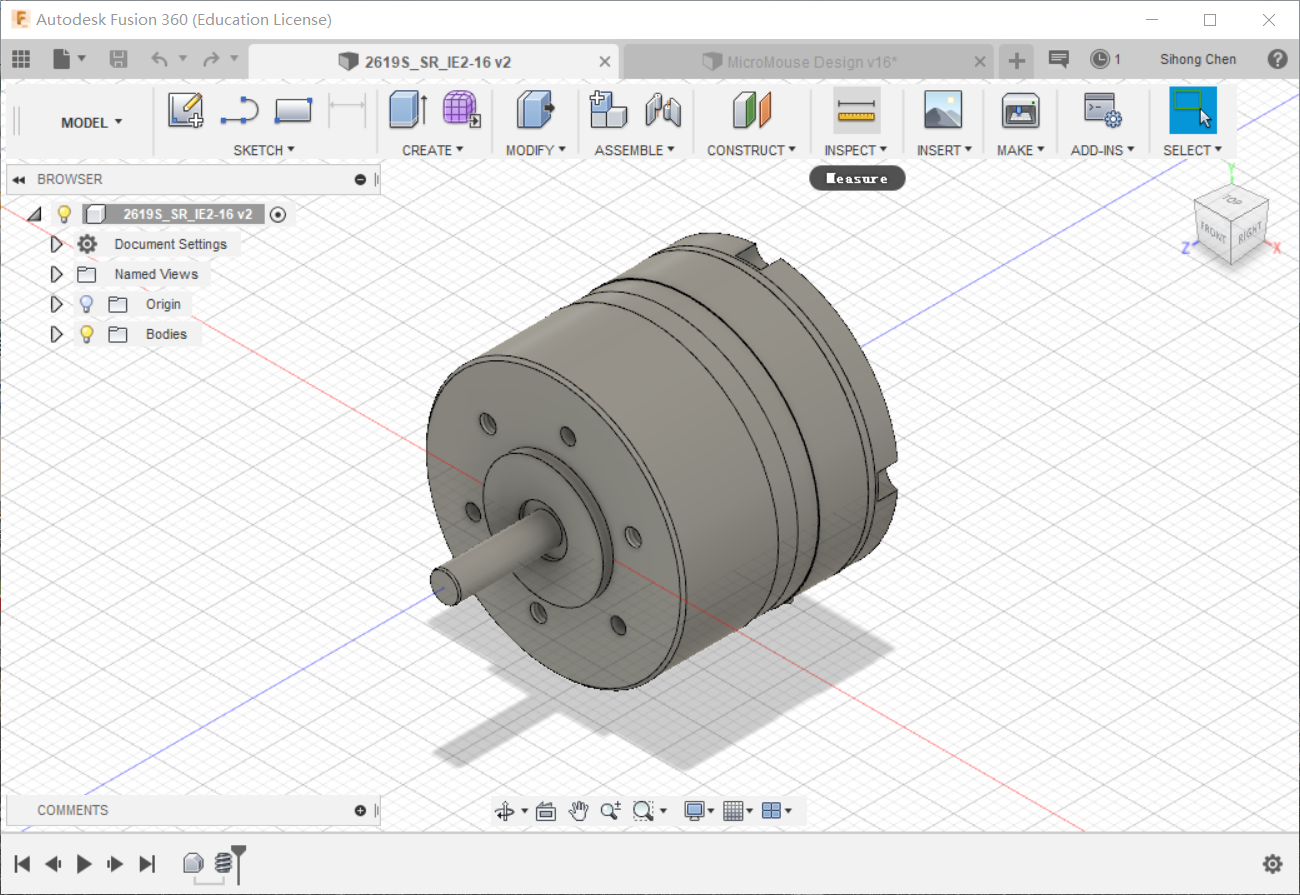 Autodesk Fusion 360 (Education License)
2619S_SR_IE2-16 v2
MicroMouse Design v16*
1
Sihong Chen
MODEL
SKETCH
CREATE
MODIFY
ASSEMBLE
CONSTRUCT
INSPECT
INSERT
MAKE
ADD-INS
SELECT
Measure
BROWSER
2619S_SR_IE2-16 v2
Document Settings
Named Views
Origin
Bodies
Y
TOP
FRONT
RIGHT
Z
X
COMMENTS